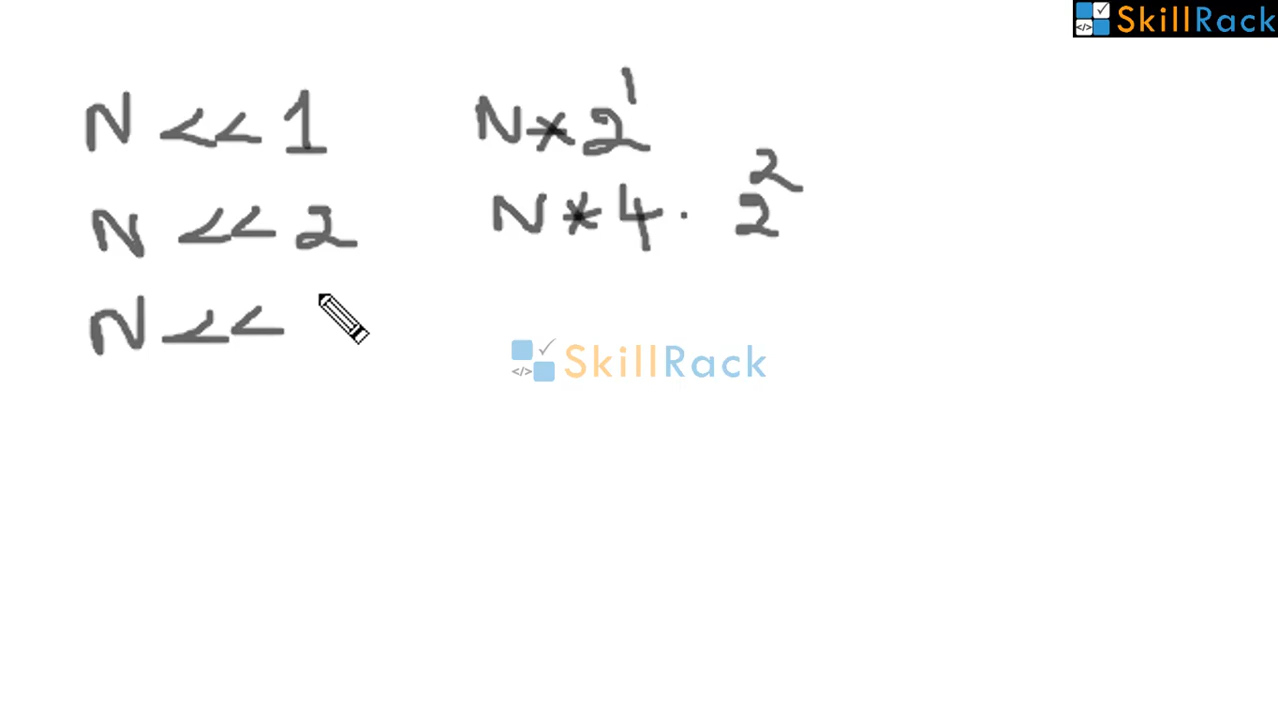 SkillRack
N << 1 N * 2¹
N << 2 N * 4 . 2²
N <<
SkillRack